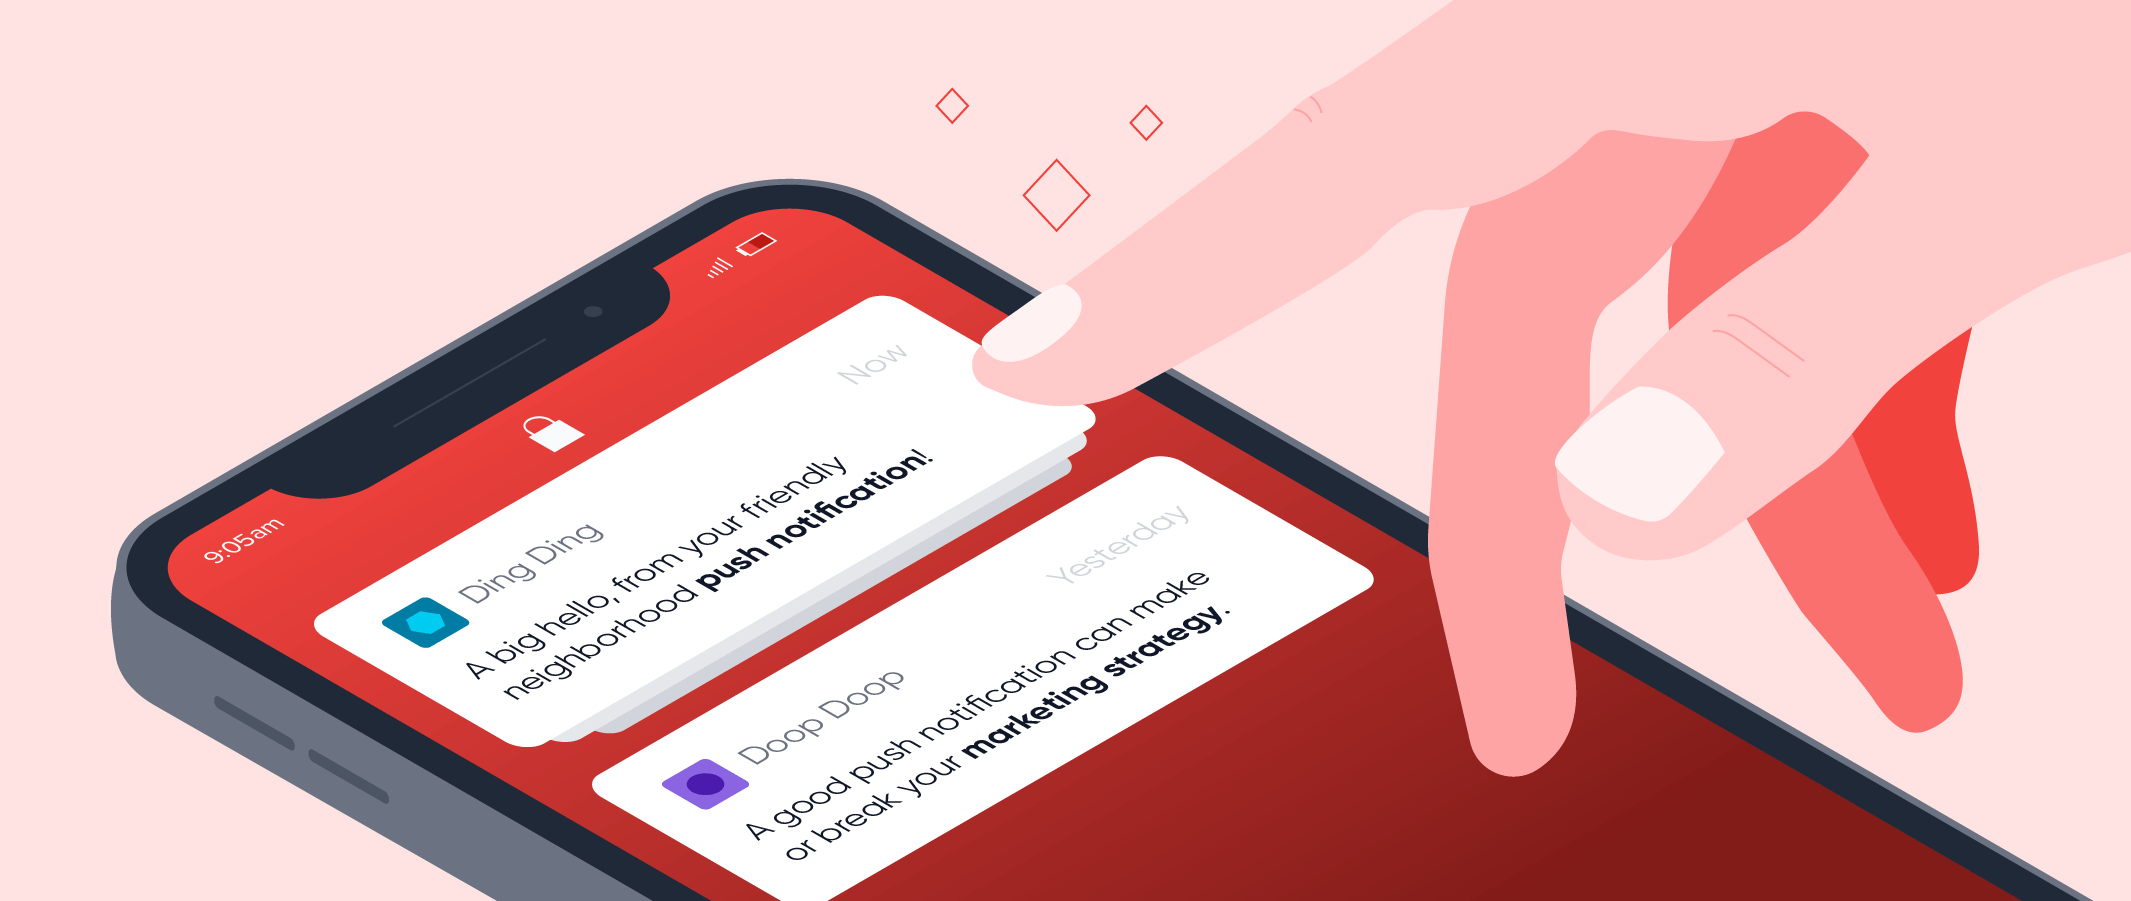 9:05am
Ding Ding
Now
A big hello, from your friendly
neighborhood push notification!
Doop Doop
Yesterday
A good push notification can make
or break your marketing strategy.